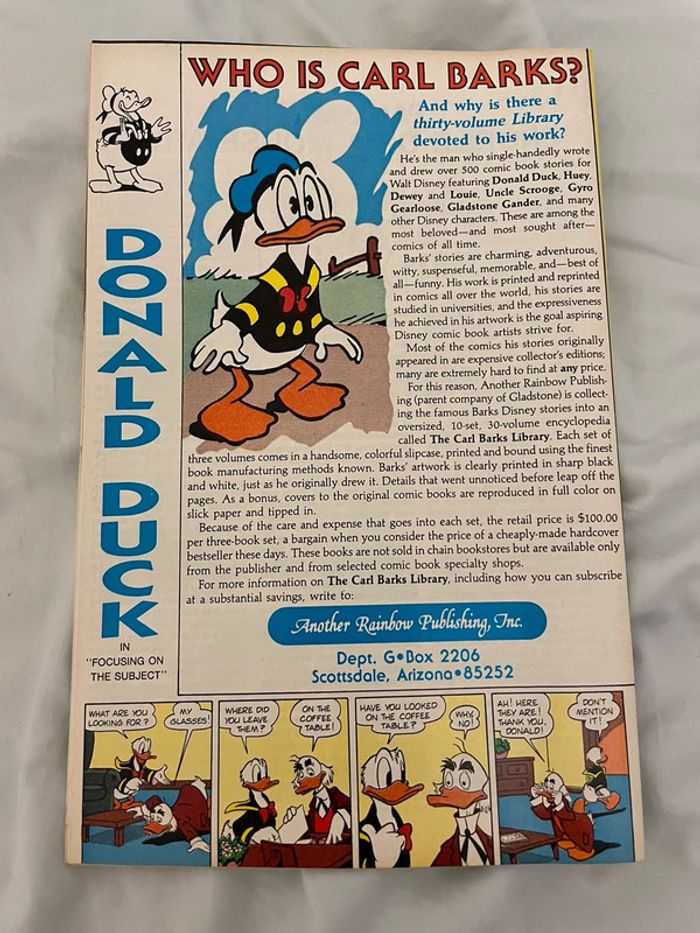 WHO IS CARL BARKS?
And why is there a
thirty-volume Library
devoted to his work?
He's the man who single-handedly wrote
and drew over 500 comic book stories for
Walt Disney featuring Donald Duck, Huey,
Dewey and Louie, Uncle Scrooge, Gyro
Gearloose, Gladstone Gander, and many
other Disney characters. These are among the
most beloved—and most sought after—
comics of all time.
Barks' stories are charming, adventurous,
witty, suspenseful, memorable, and—best of
all—funny. His work is printed and reprinted
in comics all over the world, his stories are
studied in universities, and the expressiveness
he achieved in his artwork is the goal aspiring
Disney comic book artists strive for.
Most of the comics his stories originally
appeared in are expensive collector's editions;
many are extremely hard to find at any price.
For this reason, Another Rainbow Publish-
ing (parent company of Gladstone) is collect-
ing the famous Barks Disney stories into an
oversized, 10-set, 30-volume encyclopedia
called The Carl Barks Library. Each set of
three volumes comes in a handsome, colorful slipcase, printed and bound using the finest
book manufacturing methods known. Barks' artwork is clearly printed in sharp black
and white, just as he originally drew it. Details that went unnoticed before leap off the
pages. As a bonus, covers to the original comic books are reproduced in full color on
slick paper and tipped in.
Because of the care and expense that goes into each set, the retail price is $100.00
per three-book set, a bargain when you consider the price of a cheaply-made hardcover
bestseller these days. These books are not sold in chain bookstores but are available only
from the publisher and from selected comic book specialty shops.
For more information on The Carl Barks Library, including how you can subscribe
at a substantial savings, write to:
Another Rainbow Publishing, Inc.
Dept. G•Box 2206
Scottsdale, Arizona•85252
DONALD DUCK
IN
"FOCUSING ON
THE SUBJECT"
WHAT ARE YOU
LOOKING FOR?
MY
GLASSES!
WHERE DID
YOU LEAVE
THEM?
ON THE
COFFEE
TABLE!
HAVE YOU LOOKED
ON THE COFFEE
TABLE?
WHY,
NO!
AH! HERE
THEY ARE!
THANK YOU,
DONALD!
DON'T
MENTION
IT!